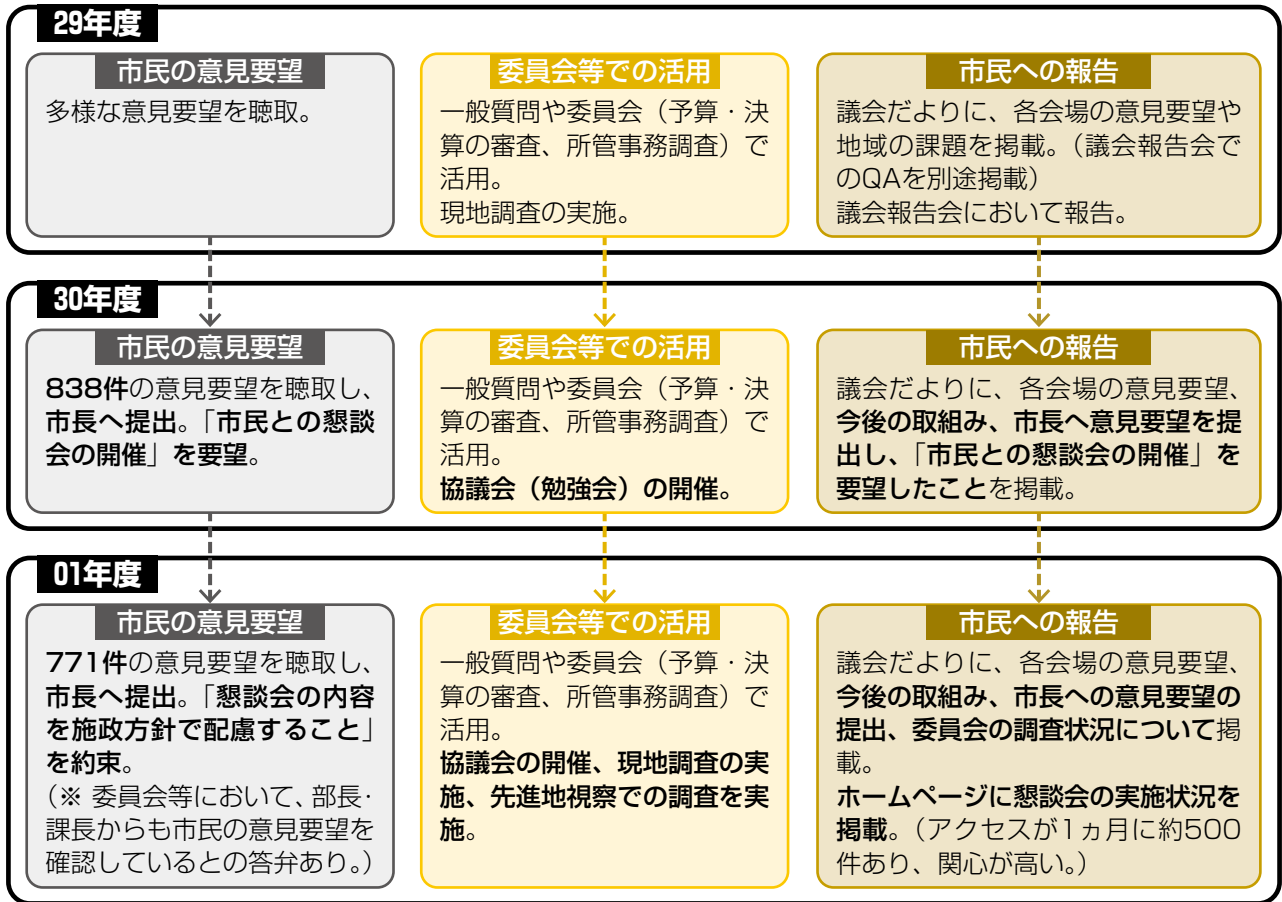 29年度
市民の意見要望
多様な意見要望を聴取。
委員会等での活用
一般質問や委員会（予算・決
算の審査、所管事務調査）で
活用。
現地調査の実施。
市民への報告
議会だよりに、各会場の意見要望や
地域の課題を掲載。（議会報告会で
のQAを別途掲載）
議会報告会において報告。
30年度
市民の意見要望
838件の意見要望を聴取し、
市長へ提出。「市民との懇談
会の開催」を要望。
委員会等での活用
一般質問や委員会（予算・決
算の審査、所管事務調査）で
活用。
協議会（勉強会）の開催。
市民への報告
議会だよりに、各会場の意見要望、
今後の取組み、市長へ意見要望を提
出し、「市民との懇談会の開催」を
要望したことを掲載。
01年度
市民の意見要望
771件の意見要望を聴取し、
市長へ提出。「懇談会の内容
を施政方針で配慮すること」
を約束。
（※ 委員会等において、部長・
課長からも市民の意見要望を
確認しているとの答弁あり。）
委員会等での活用
一般質問や委員会（予算・決
算の審査、所管事務調査）で
活用。
協議会の開催、現地調査の実
施、先進地視察での調査を実
施。
市民への報告
議会だよりに、各会場の意見要望、
今後の取組み、市長への意見要望の
提出、委員会の調査状況について掲
載。
ホームページに懇談会の実施状況を
掲載。（アクセスが1ヵ月に約500
件あり、関心が高い。）